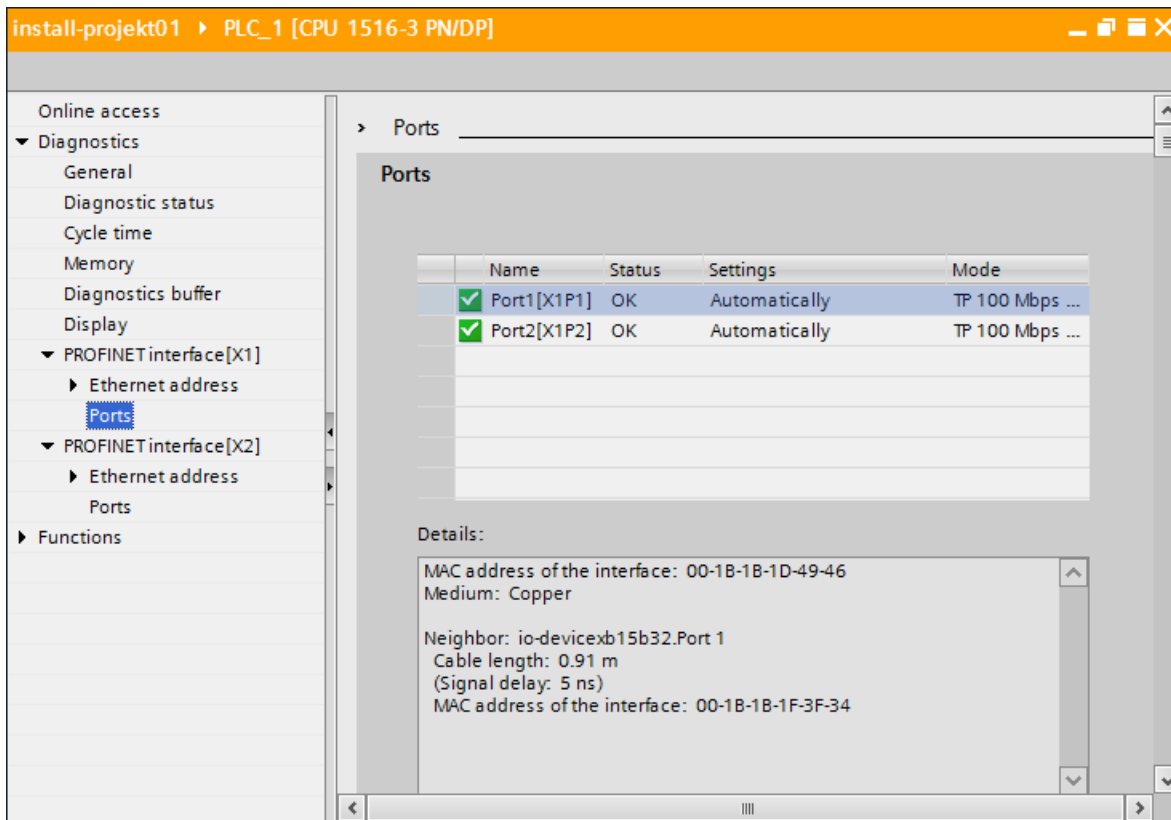 install-projekt01 ▸ PLC_1 [CPU 1516-3 PN/DP]
Online access
Diagnostics
General
Diagnostic status
Cycle time
Memory
Diagnostics buffer
Display
PROFINET interface[X1]
Ethernet address
Ports
PROFINET interface[X2]
Ethernet address
Ports
Functions
Ports
Ports
Name Status Settings Mode
Port1[X1P1] OK Automatically TP 100 Mbps ...
Port2[X1P2] OK Automatically TP 100 Mbps ...
Details:
MAC address of the interface: 00-1B-1B-1D-49-46
Medium: Copper
Neighbor: io-devicexb15b32.Port 1
Cable length: 0.91 m
(Signal delay: 5 ns)
MAC address of the interface: 00-1B-1B-1F-3F-34